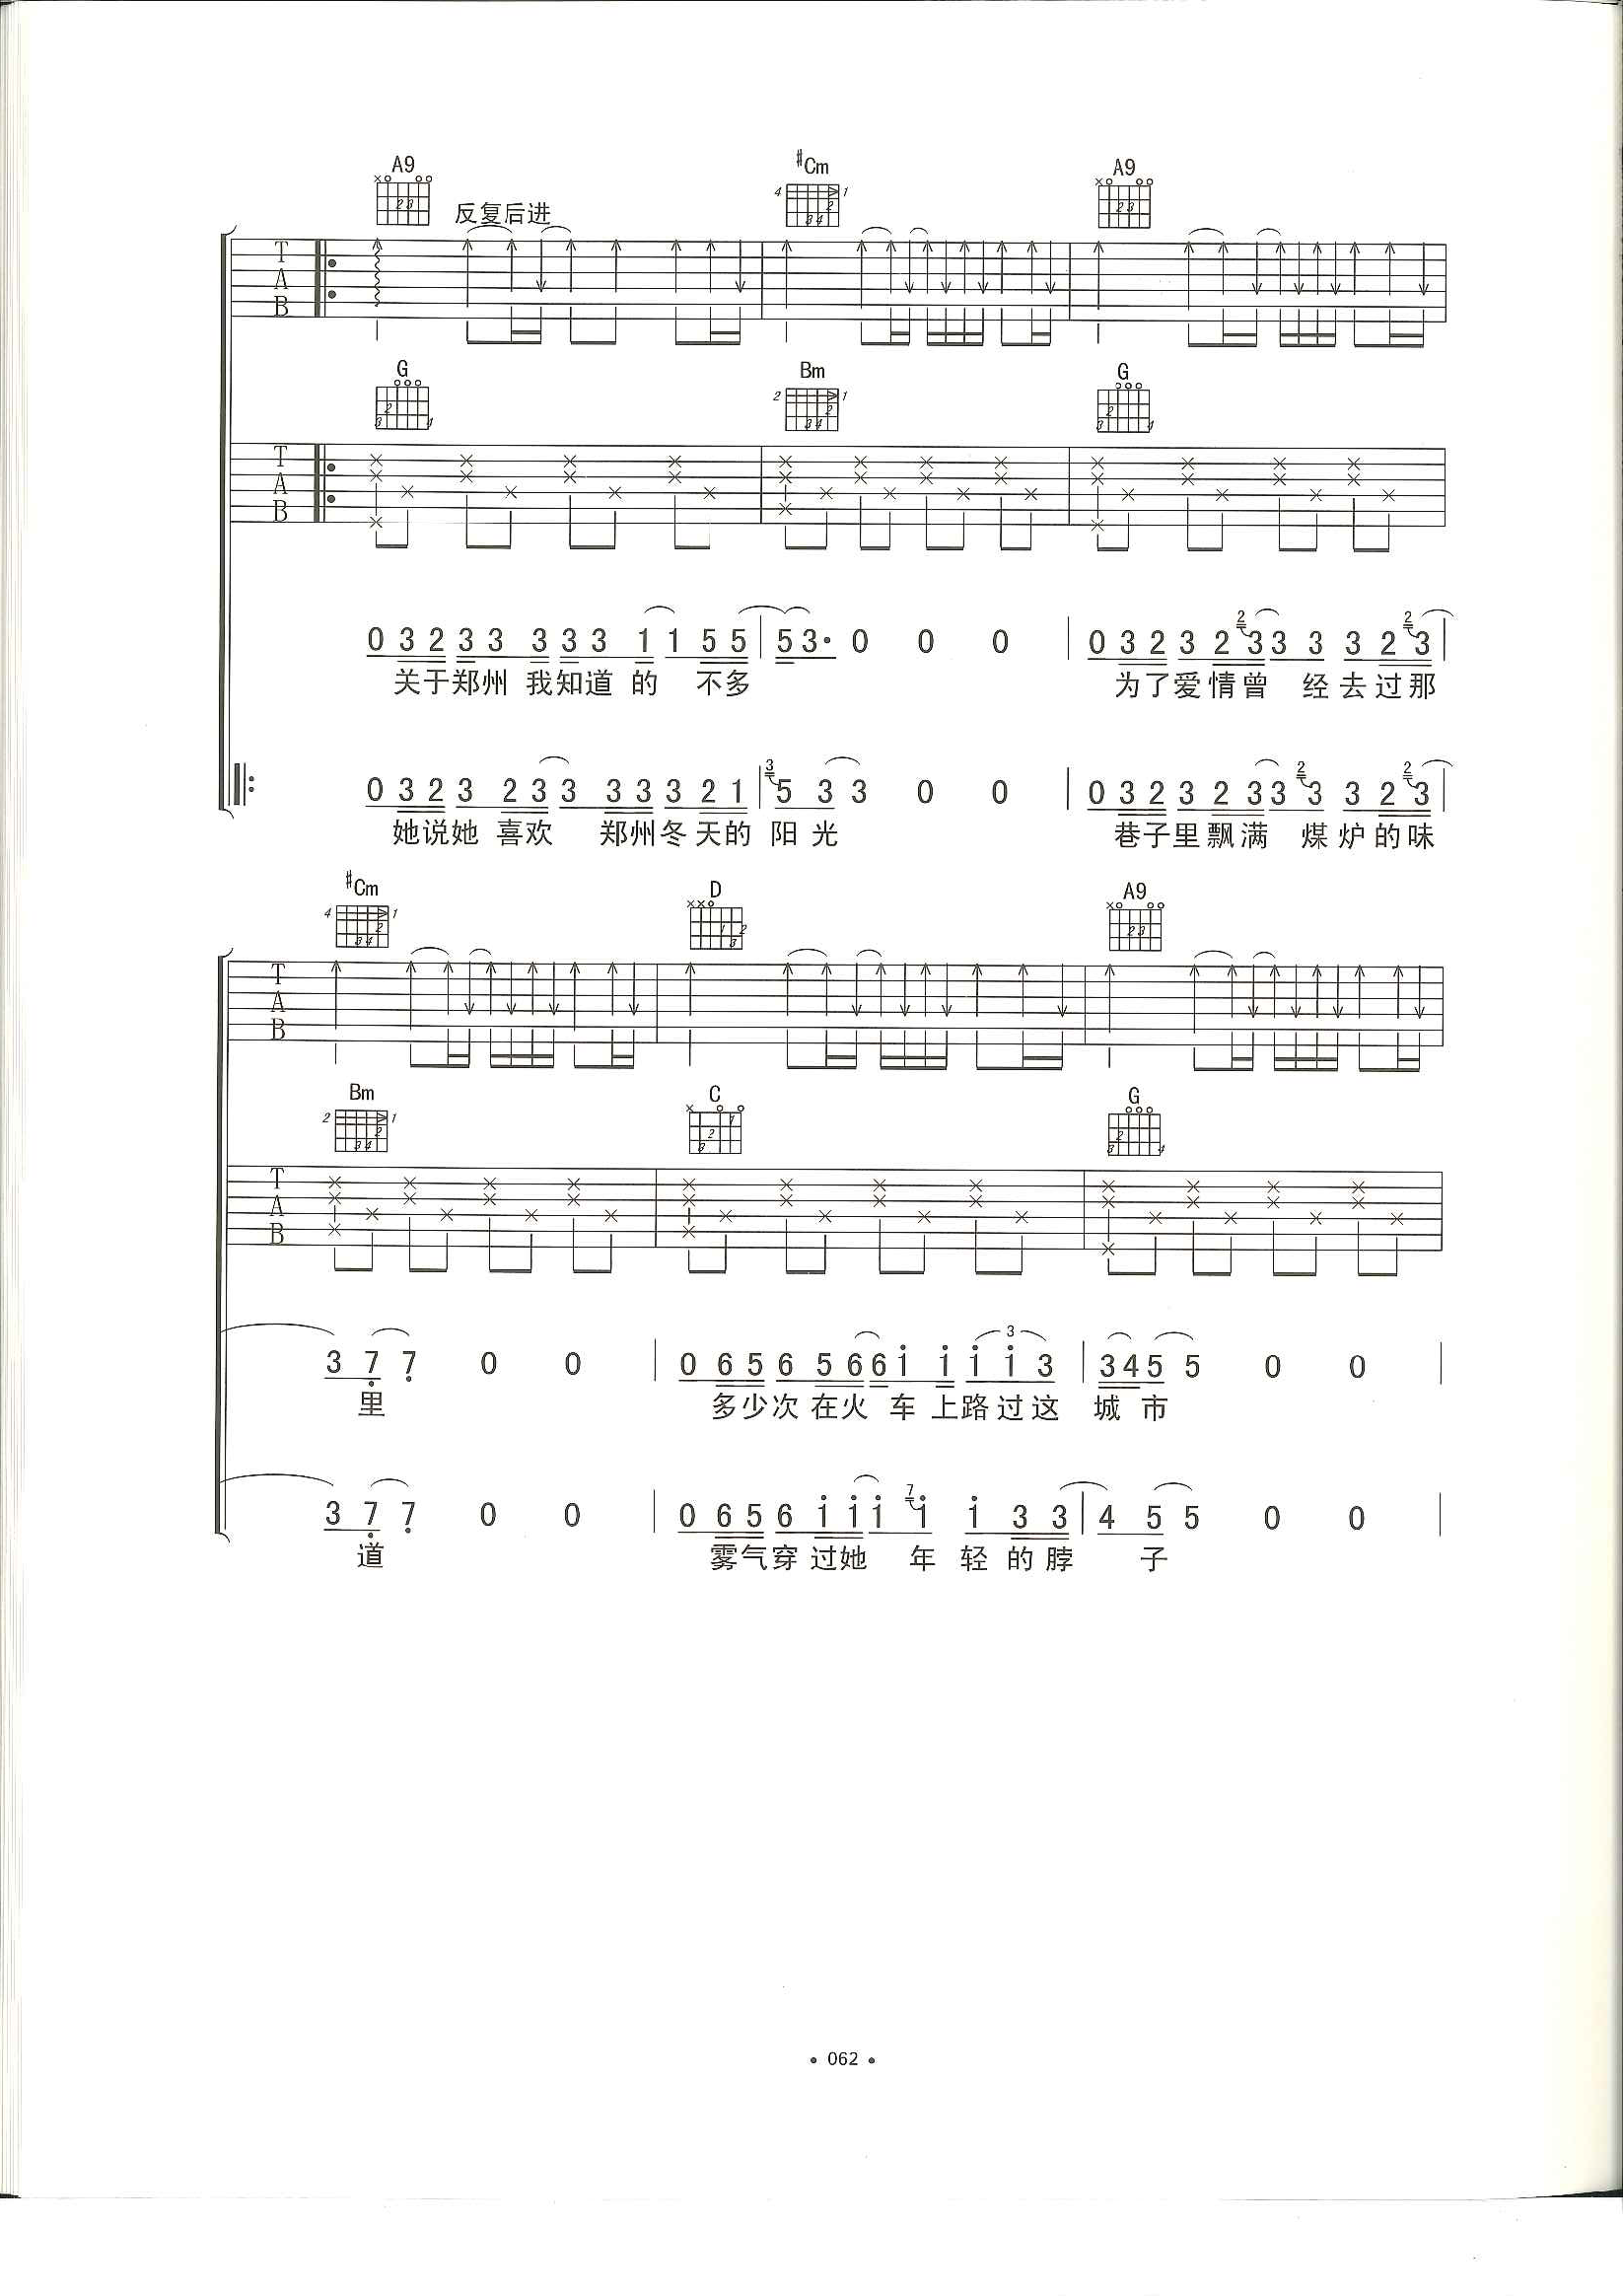 A9 #Cm A9
反复后进
T A B
G Bm G
T A B
0 3 2 3 3 3 3 3 1 1 5 5 | 5 3· 0 0 0 | 0 3 2 3 2 2 3 3 3 3 2 2 3 |
关于郑州 我知道 的 不多 为了爱情曾 经去过那
0 3 2 3 2 3 3 3 3 3 2 1 | 3 5 3 3 0 0 | 0 3 2 3 2 3 3 2 3 3 2 2 3 |
她说她 喜欢 郑州冬天的 阳光 巷子里飘满 煤炉的味
#Cm D A9
T A B
Bm C G
T A B
3 7 7 0 0 | 0 6 5 6 5 6 6 i i i i 3 3 | 3 4 5 5 0 0 |
里 多少次在火 车上路过这 城市
3 7 7 0 0 | 0 6 5 6 i i i 7 i i 3 3 | 4 5 5 0 0 |
道 雾气穿过她 年轻的脖 子
• 062 •